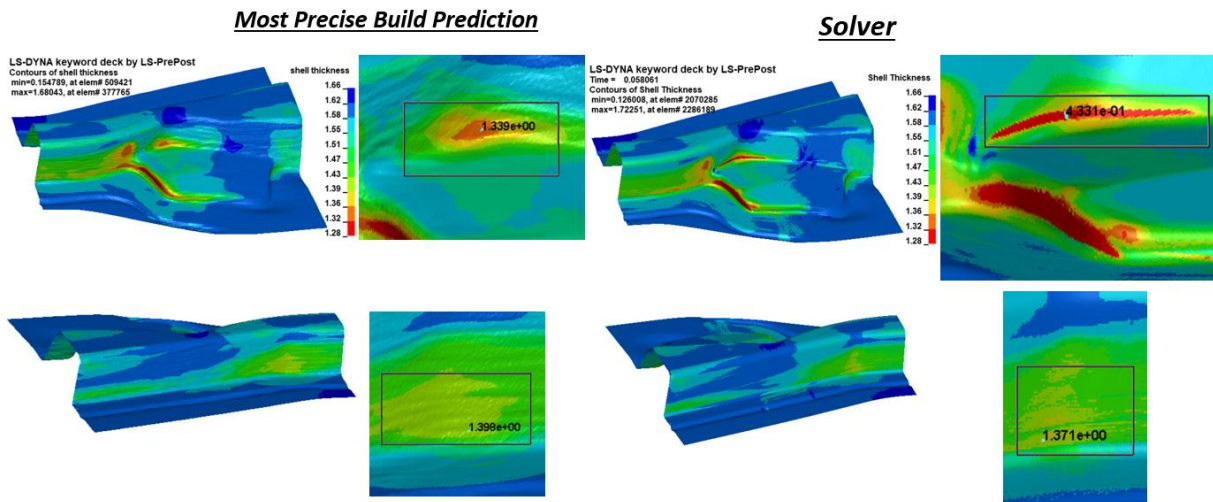 Most Precise Build Prediction
Solver
LS-DYNA keyword deck by LS-PrePost
Contours of shell thickness
min=0.154789, at elem# 509421
max=1.68043, at elem# 377765
shell thickness
1.66
1.62
1.58
1.55
1.51
1.47
1.43
1.39
1.36
1.32
1.28
1.339e+00
LS-DYNA keyword deck by LS-PrePost
Time = 0.058061
Contours of Shell Thickness
min=0.126008, at elem# 2070285
max=1.72251, at elem# 2286189
Shell Thickness
1.66
1.62
1.58
1.55
1.51
1.47
1.43
1.39
1.36
1.32
1.28
4.331e-01
1.398e+00
1.371e+00